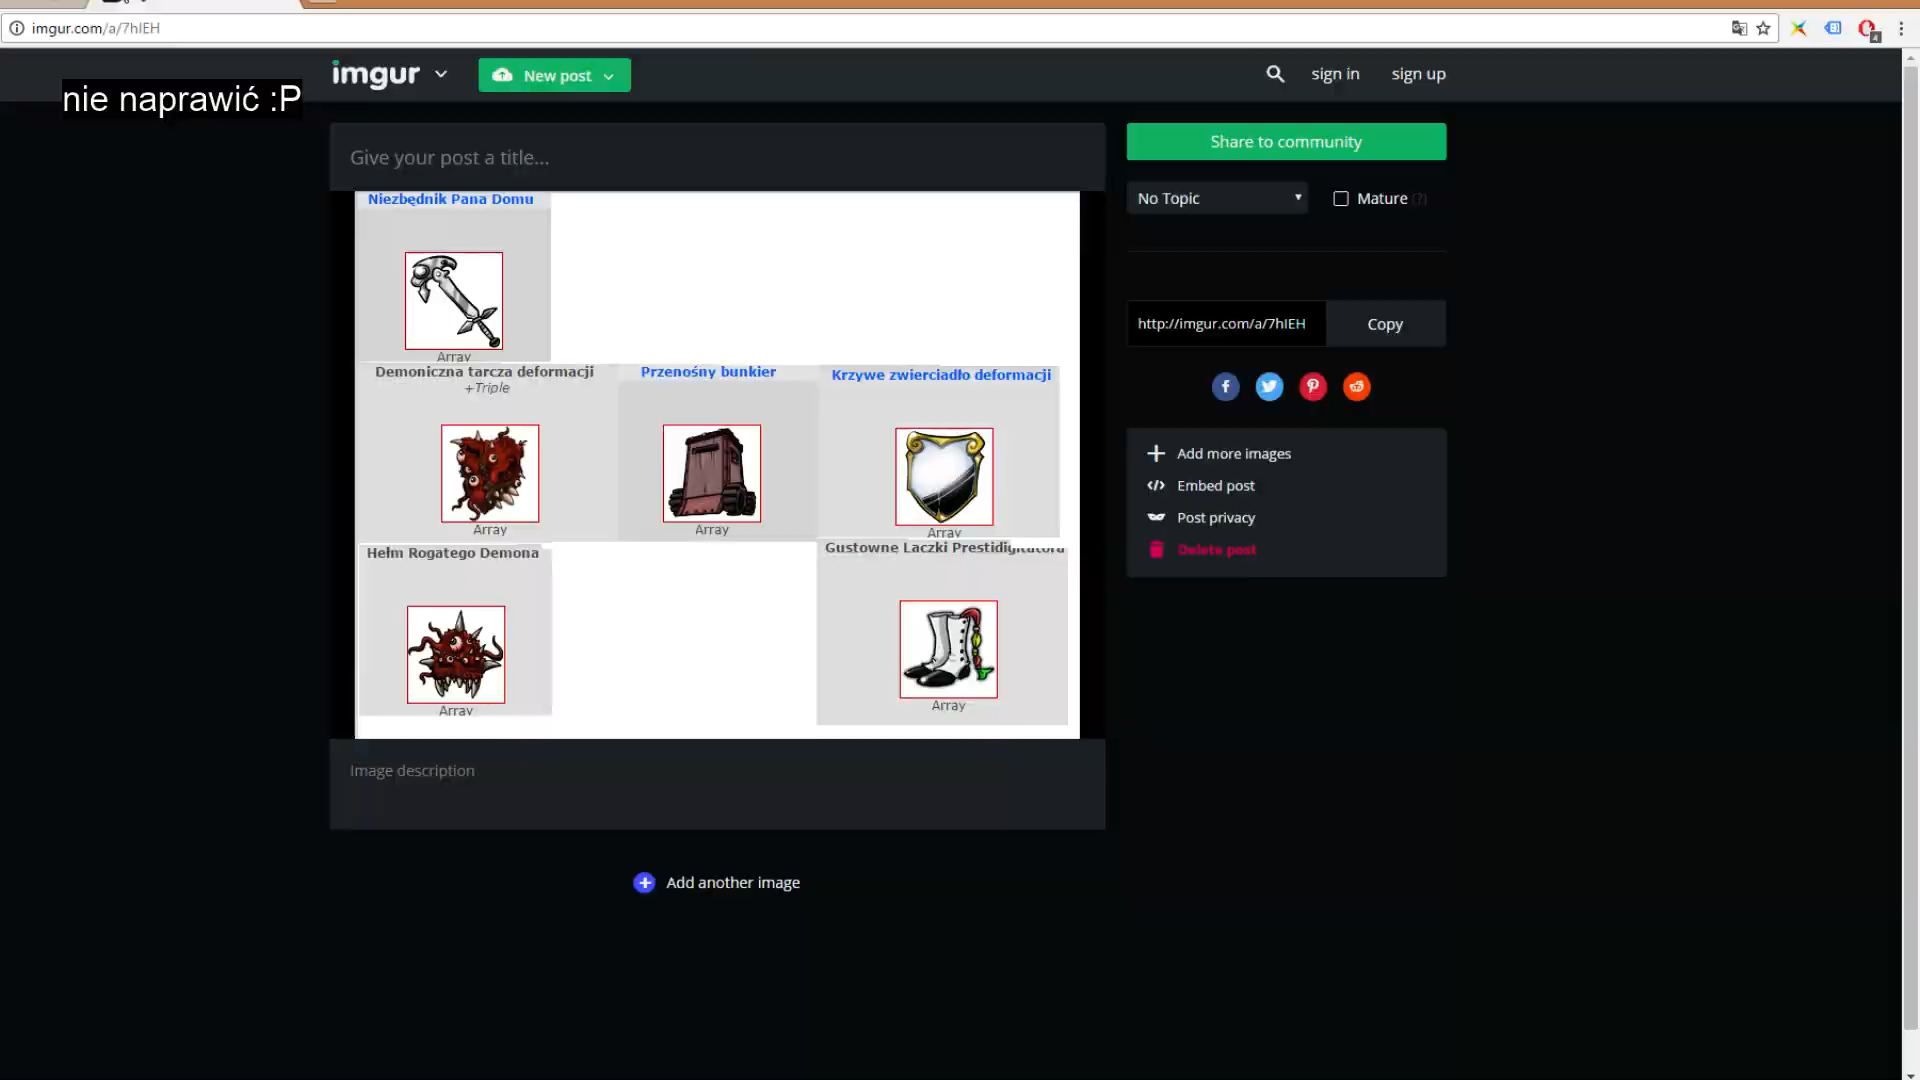 imgur.com/a/7hIEH
nie naprawić :P
imgur
New post
sign in
sign up
Give your post a title...
Share to community
No Topic
Mature (?)
http://imgur.com/a/7hIEH
Copy
Add more images
Embed post
Post privacy
Delete post
Niezbędnik Pana Domu
Array
Demoniczna tarcza deformacji
+Triple
Array
Przenośny bunkier
Array
Krzywe zwierciadło deformacji
Array
Hełm Rogatego Demona
Array
Gustowne Laczki Prestidigitatora
Array
Image description
Add another image